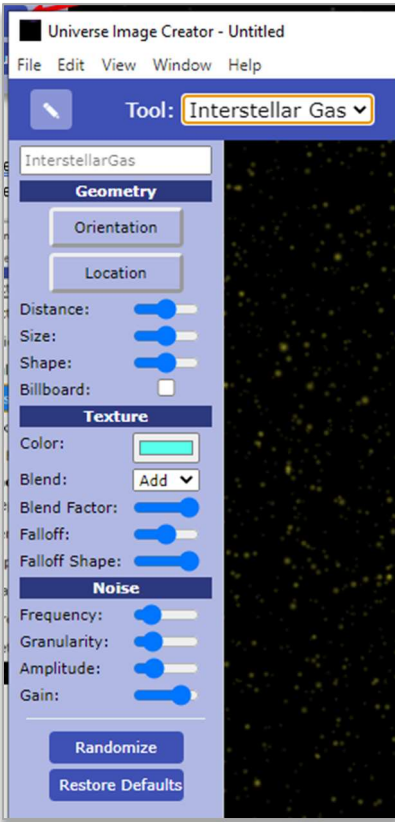 Universe Image Creator - Untitled
File Edit View Window Help
Tool: Interstellar Gas
InterstellarGas
Geometry
Orientation
Location
Distance:
Size:
Shape:
Billboard:
Texture
Color:
Blend: Add
Blend Factor:
Falloff:
Falloff Shape:
Noise
Frequency:
Granularity:
Amplitude:
Gain:
Randomize
Restore Defaults